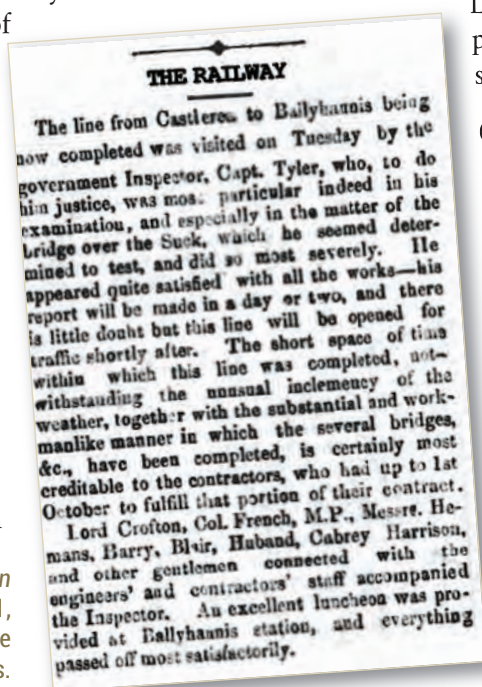 of
THE RAILWAY
The line from Castlerea to Ballyhaunis being
now completed was visited on Tuesday by the
government Inspector, Capt. Tyler, who, to do
him justice, was most particular indeed in his
examination, and especially in the matter of the
bridge over the Suck, which he seemed deter-
mined to test, and did so most severely. He
appeared quite satisfied with all the works—his
report will be made in a day or two, and there
is little doubt but this line will be opened for
traffic shortly after. The short space of time
within which this line was completed, not-
withstanding the unusual inclemency of the
weather, together with the substantial and work-
manlike manner in which the several bridges,
&c., have been completed, is certainly most
creditable to the contractors, who had up to 1st
October to fulfill that portion of their contract.
Lord Crofton, Col. French, M.P., Messrs. He-
mans, Barry, Blair, Huband, Cabrey Harrison,
and other gentlemen connected with the
engineers' and contractors' staff accompanied
the Inspector. An excellent luncheon was pro-
vided at Ballyhaunis station, and everything
passed off most satisfactorily.
n
l,
e
s.
p
s